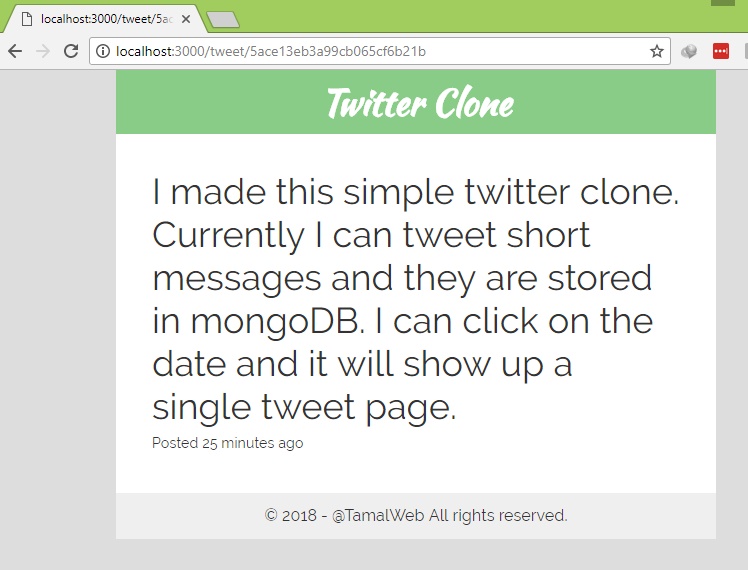 localhost:3000/tweet/5ac
localhost:3000/tweet/5ace13eb3a99cb065cf6b21b
Twitter Clone
I made this simple twitter clone.
Currently I can tweet short
messages and they are stored
in mongoDB. I can click on the
date and it will show up a
single tweet page.
Posted 25 minutes ago
© 2018 - @TamalWeb All rights reserved.